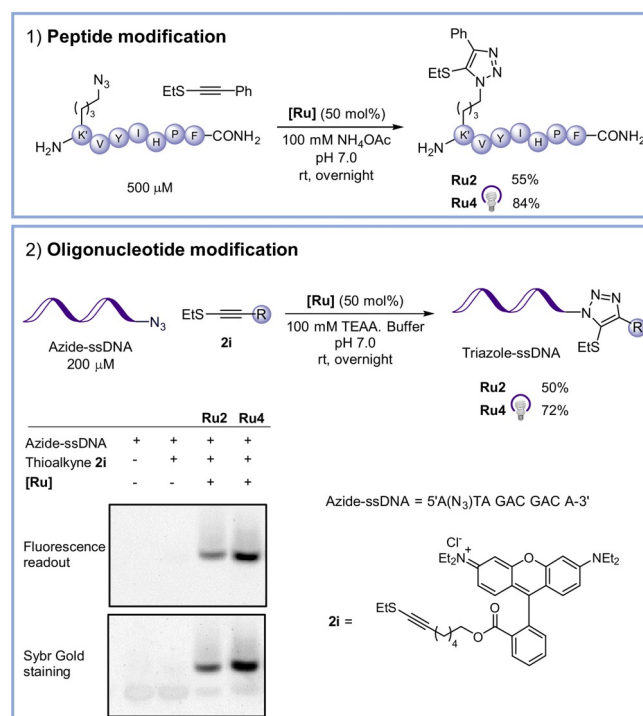 1) Peptide modification
N3
EtS
Ph
( )3
H2N
K'
V
Y
I
H
P
F
CONH2
500 μM
[Ru] (50 mol%)
100 mM NH4OAc
pH 7.0
rt, overnight
Ph
EtS
N
N
N
( )3
H2N
K'
V
Y
I
H
P
F
CONH2
Ru2 55%
Ru4 84%
2) Oligonucleotide modification
N3
Azide-ssDNA
200 μM
EtS
R
2i
[Ru] (50 mol%)
100 mM TEAA. Buffer
pH 7.0
rt, overnight
N
N
N
EtS
R
Triazole-ssDNA
Ru2 50%
Ru4 72%
Ru2 Ru4
Azide-ssDNA + + + +
Thioalkyne 2i - + + +
[Ru] - - + +
Fluorescence
readout
Sybr Gold
staining
Azide-ssDNA = 5'A(N3)TA GAC GAC A-3'
Cl-
Et2N+
O
NEt2
2i =
EtS
( )4
O
O